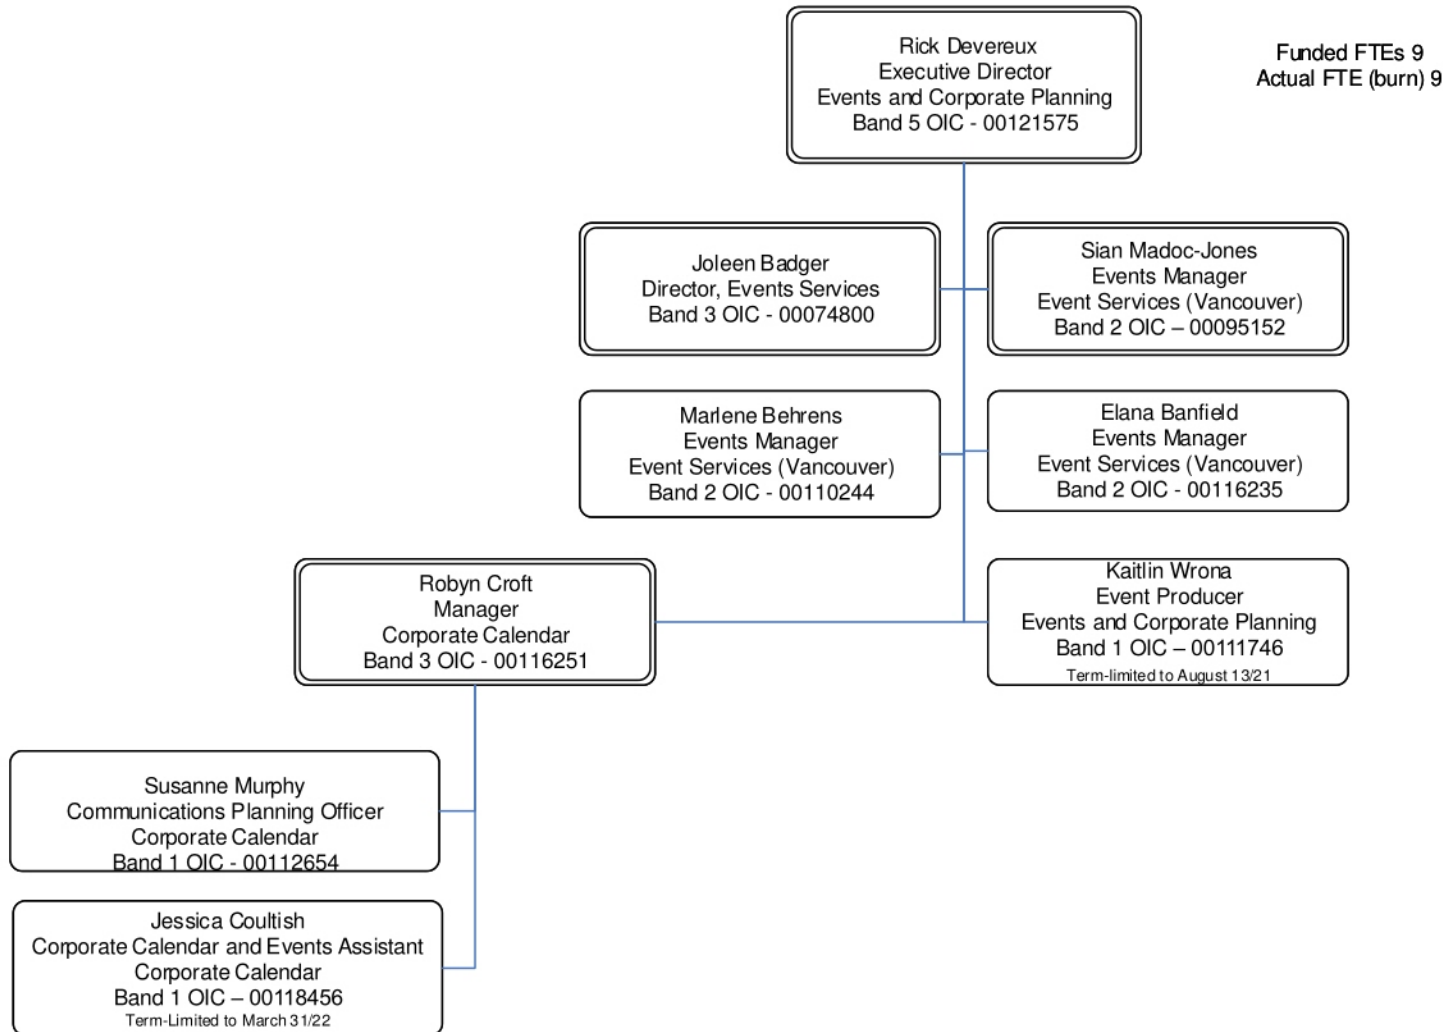 Rick Devereux
Executive Director
Events and Corporate Planning
Band 5 OIC - 00121575
Funded FTEs 9
Actual FTE (burn) 9
Joleen Badger
Director, Events Services
Band 3 OIC - 00074800
Sian Madoc-Jones
Events Manager
Event Services (Vancouver)
Band 2 OIC – 00095152
Marlene Behrens
Events Manager
Event Services (Vancouver)
Band 2 OIC - 00110244
Elana Banfield
Events Manager
Event Services (Vancouver)
Band 2 OIC - 00116235
Robyn Croft
Manager
Corporate Calendar
Band 3 OIC - 00116251
Kaitlin Wrona
Event Producer
Events and Corporate Planning
Band 1 OIC – 00111746
Term-limited to August 13/21
Susanne Murphy
Communications Planning Officer
Corporate Calendar
Band 1 OIC - 00112654
Jessica Coultish
Corporate Calendar and Events Assistant
Corporate Calendar
Band 1 OIC – 00118456
Term-Limited to March 31/22